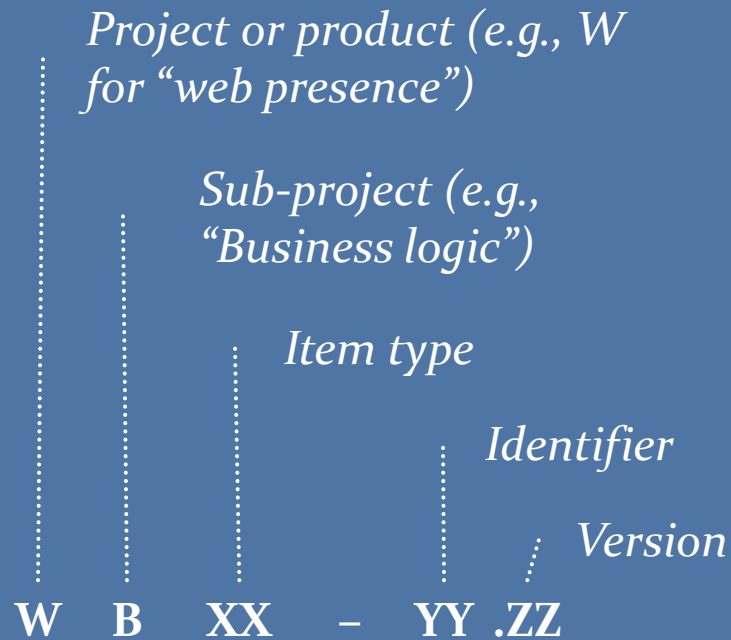 Project or product (e.g., W
for “web presence”)
Sub-project (e.g.,
“Business logic”)
Item type
Identifier
Version
W B XX – YY .ZZ